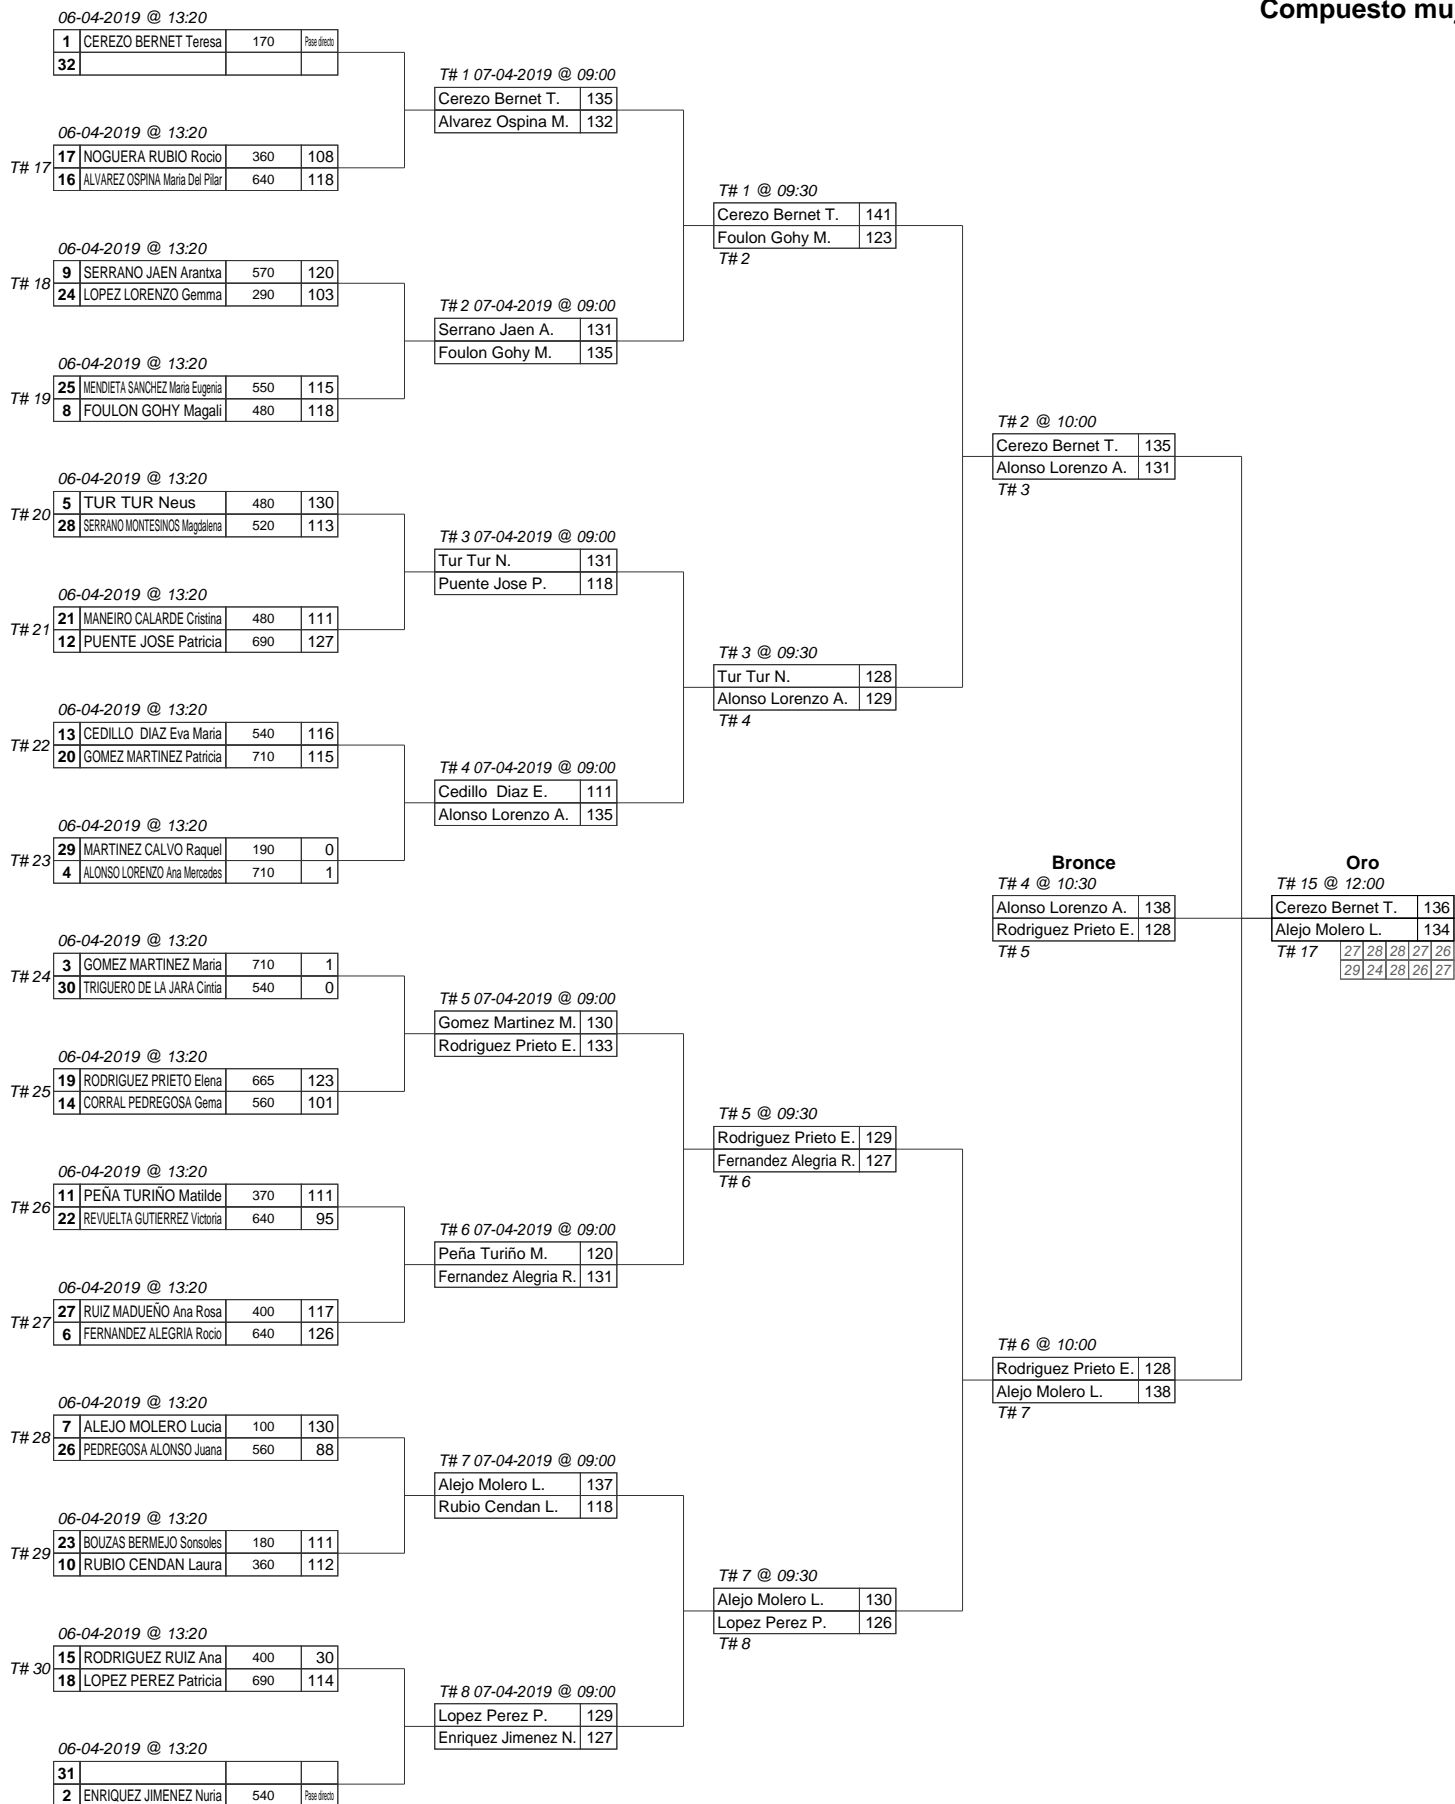 Compuesto muj
06-04-2019 @ 13:20
1 CEREZO BERNET Teresa 170 Pase directo
32
06-04-2019 @ 13:20
T# 17
17 NOGUERA RUBIO Rocio 360 108
16 ALVAREZ OSPINA Maria Del Pilar 640 118
06-04-2019 @ 13:20
T# 18
9 SERRANO JAEN Arantxa 570 120
24 LOPEZ LORENZO Gemma 290 103
06-04-2019 @ 13:20
T# 19
25 MENDIETA SANCHEZ Maria Eugenia 550 115
8 FOULON GOHY Magali 480 118
06-04-2019 @ 13:20
T# 20
5 TUR TUR Neus 480 130
28 SERRANO MONTESINOS Magdalena 520 113
06-04-2019 @ 13:20
T# 21
21 MANEIRO CALARDE Cristina 480 111
12 PUENTE JOSE Patricia 690 127
06-04-2019 @ 13:20
T# 22
13 CEDILLO DIAZ Eva Maria 540 116
20 GOMEZ MARTINEZ Patricia 710 115
06-04-2019 @ 13:20
T# 23
29 MARTINEZ CALVO Raquel 190 0
4 ALONSO LORENZO Ana Mercedes 710 1
06-04-2019 @ 13:20
T# 24
3 GOMEZ MARTINEZ Maria 710 1
30 TRIGUERO DE LA JARA Cintia 540 0
06-04-2019 @ 13:20
T# 25
19 RODRIGUEZ PRIETO Elena 665 123
14 CORRAL PEDREGOSA Gema 560 101
06-04-2019 @ 13:20
T# 26
11 PEÑA TURIÑO Matilde 370 111
22 REVUELTA GUTIERREZ Victoria 640 95
06-04-2019 @ 13:20
T# 27
27 RUIZ MADUEÑO Ana Rosa 400 117
6 FERNANDEZ ALEGRIA Rocio 640 126
06-04-2019 @ 13:20
T# 28
7 ALEJO MOLERO Lucia 100 130
26 PEDREGOSA ALONSO Juana 560 88
06-04-2019 @ 13:20
T# 29
23 BOUZAS BERMEJO Sonsoles 180 111
10 RUBIO CENDAN Laura 360 112
06-04-2019 @ 13:20
T# 30
15 RODRIGUEZ RUIZ Ana 400 30
18 LOPEZ PEREZ Patricia 690 114
06-04-2019 @ 13:20
31
2 ENRIQUEZ JIMENEZ Nuria 540 Pase directo
T# 1 07-04-2019 @ 09:00
Cerezo Bernet T. 135
Alvarez Ospina M. 132
T# 2 07-04-2019 @ 09:00
Serrano Jaen A. 131
Foulon Gohy M. 135
T# 3 07-04-2019 @ 09:00
Tur Tur N. 131
Puente Jose P. 118
T# 4 07-04-2019 @ 09:00
Cedillo Diaz E. 111
Alonso Lorenzo A. 135
T# 5 07-04-2019 @ 09:00
Gomez Martinez M. 130
Rodriguez Prieto E. 133
T# 6 07-04-2019 @ 09:00
Peña Turiño M. 120
Fernandez Alegria R. 131
T# 7 07-04-2019 @ 09:00
Alejo Molero L. 137
Rubio Cendan L. 118
T# 8 07-04-2019 @ 09:00
Lopez Perez P. 129
Enriquez Jimenez N. 127
T# 1 @ 09:30
Cerezo Bernet T. 141
Foulon Gohy M. 123
T# 2
T# 3 @ 09:30
Tur Tur N. 128
Alonso Lorenzo A. 129
T# 4
T# 5 @ 09:30
Rodriguez Prieto E. 129
Fernandez Alegria R. 127
T# 6
T# 7 @ 09:30
Alejo Molero L. 130
Lopez Perez P. 126
T# 8
T# 2 @ 10:00
Cerezo Bernet T. 135
Alonso Lorenzo A. 131
T# 3
Bronce
T# 4 @ 10:30
Alonso Lorenzo A. 138
Rodriguez Prieto E. 128
T# 5
T# 6 @ 10:00
Rodriguez Prieto E. 128
Alejo Molero L. 138
T# 7
Oro
T# 15 @ 12:00
Cerezo Bernet T. 136
Alejo Molero L. 134
T# 17 27 28 28 27 26
29 24 28 26 27